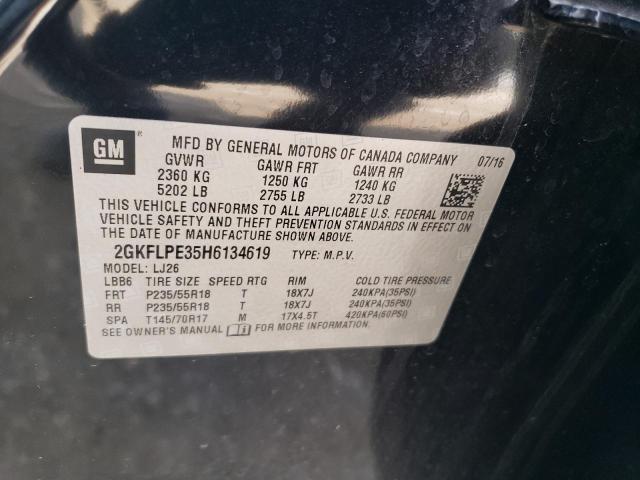 GM ® MFD BY GENERAL MOTORS OF CANADA COMPANY 07/16
GVWR GAWR FRT GAWR RR
2360 KG 1250 KG 1240 KG
5202 LB 2755 LB 2733 LB
THIS VEHICLE CONFORMS TO ALL APPLICABLE U.S. FEDERAL MOTOR
VEHICLE SAFETY AND THEFT PREVENTION STANDARDS IN EFFECT ON
THE DATE OF MANUFACTURE SHOWN ABOVE.
2GKFLPE35H6134619 TYPE: M.P.V.
MODEL: LJ26
LBB6 TIRE SIZE SPEED RTG RIM COLD TIRE PRESSURE
FRT P235/55R18 T 18X7J 240KPA(35PSI)
RR P235/55R18 T 18X7J 240KPA(35PSI)
SPA T145/70R17 M 17X4.5T 420KPA(60PSI)
SEE OWNER'S MANUAL FOR MORE INFORMATION.